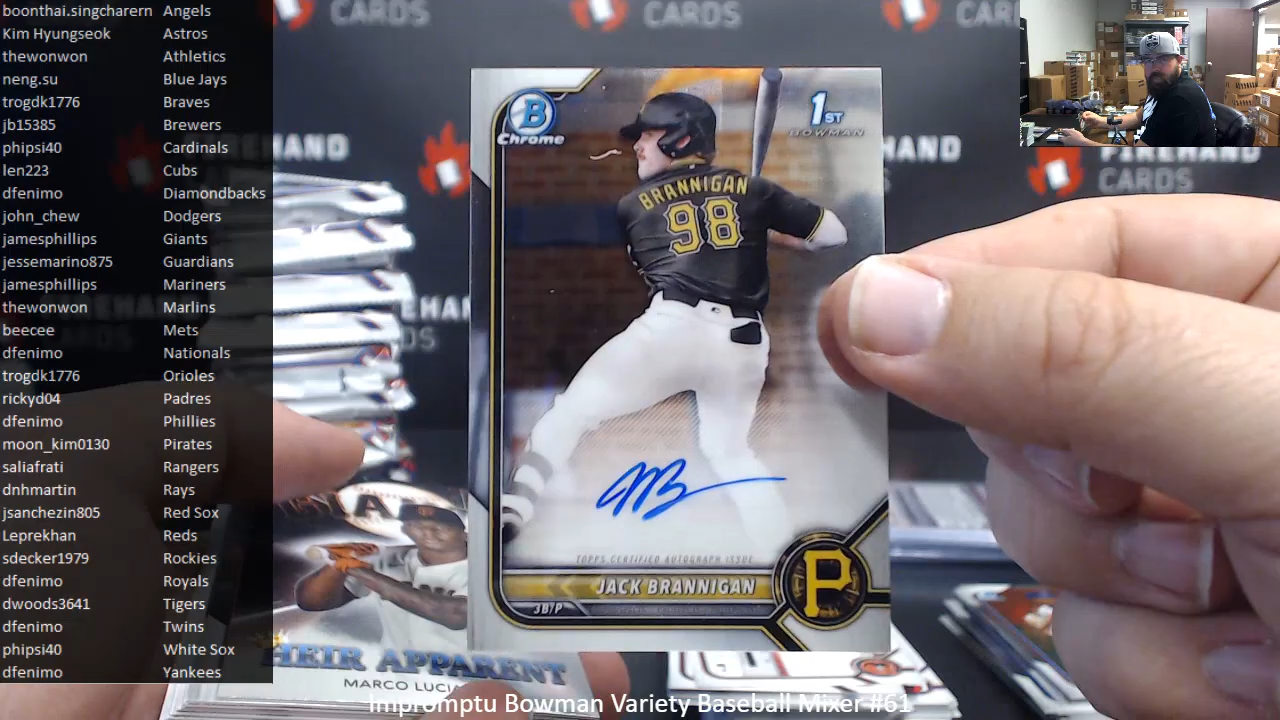 boonthai.singcharern Angels
Kim Hyungseok Astros
thewonwon Athletics
neng.su Blue Jays
trogdk1776 Braves
jb15385 Brewers
phipsi40 Cardinals
len223 Cubs
dfenimo Diamondbacks
john_chew Dodgers
jamesphillips Giants
jessemarino875 Guardians
jamesphillips Mariners
thewonwon Marlins
beecee Mets
dfenimo Nationals
trogdk1776 Orioles
rickyd04 Padres
dfenimo Phillies
moon_kim0130 Pirates
saliafrati Rangers
dnhmartin Rays
jsanchezin805 Red Sox
Leprekhan Reds
sdecker1979 Rockies
dfenimo Royals
dwoods3641 Tigers
dfenimo Twins
phipsi40 White Sox
dfenimo Yankees
CARDS
CARDS
CARDS
FIREHAND
CARDS
B
Chrome
1ST
BOWMAN
BRANNIGAN
98
JB
TOPPS CERTIFIED AUTOGRAPH ISSUE
JACK BRANNIGAN
3B/P
P
HEIR APPARENT
MARCO LUCIA
Impromptu Bowman Variety Baseball Mixer #61